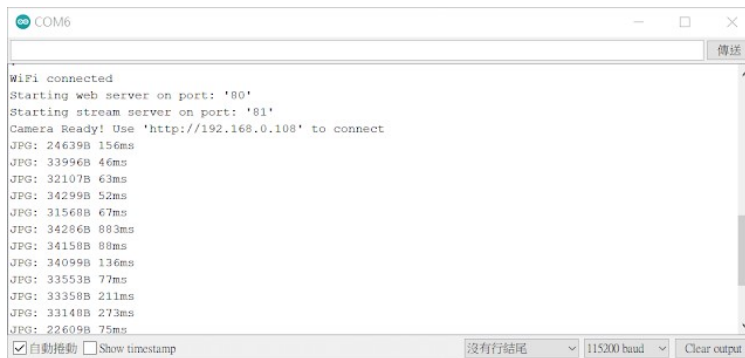 COM6
傳送
WiFi connected
Starting web server on port: '80'
Starting stream server on port: '81'
Camera Ready! Use 'http://192.168.0.108' to connect
JPG: 24639B 156ms
JPG: 33996B 46ms
JPG: 32107B 63ms
JPG: 34299B 52ms
JPG: 31568B 67ms
JPG: 34286B 883ms
JPG: 34158B 88ms
JPG: 34099B 136ms
JPG: 33553B 77ms
JPG: 33358B 211ms
JPG: 33148B 273ms
JPG: 22609B 75ms
自動捲動 Show timestamp 沒有行結尾 115200 baud Clear output